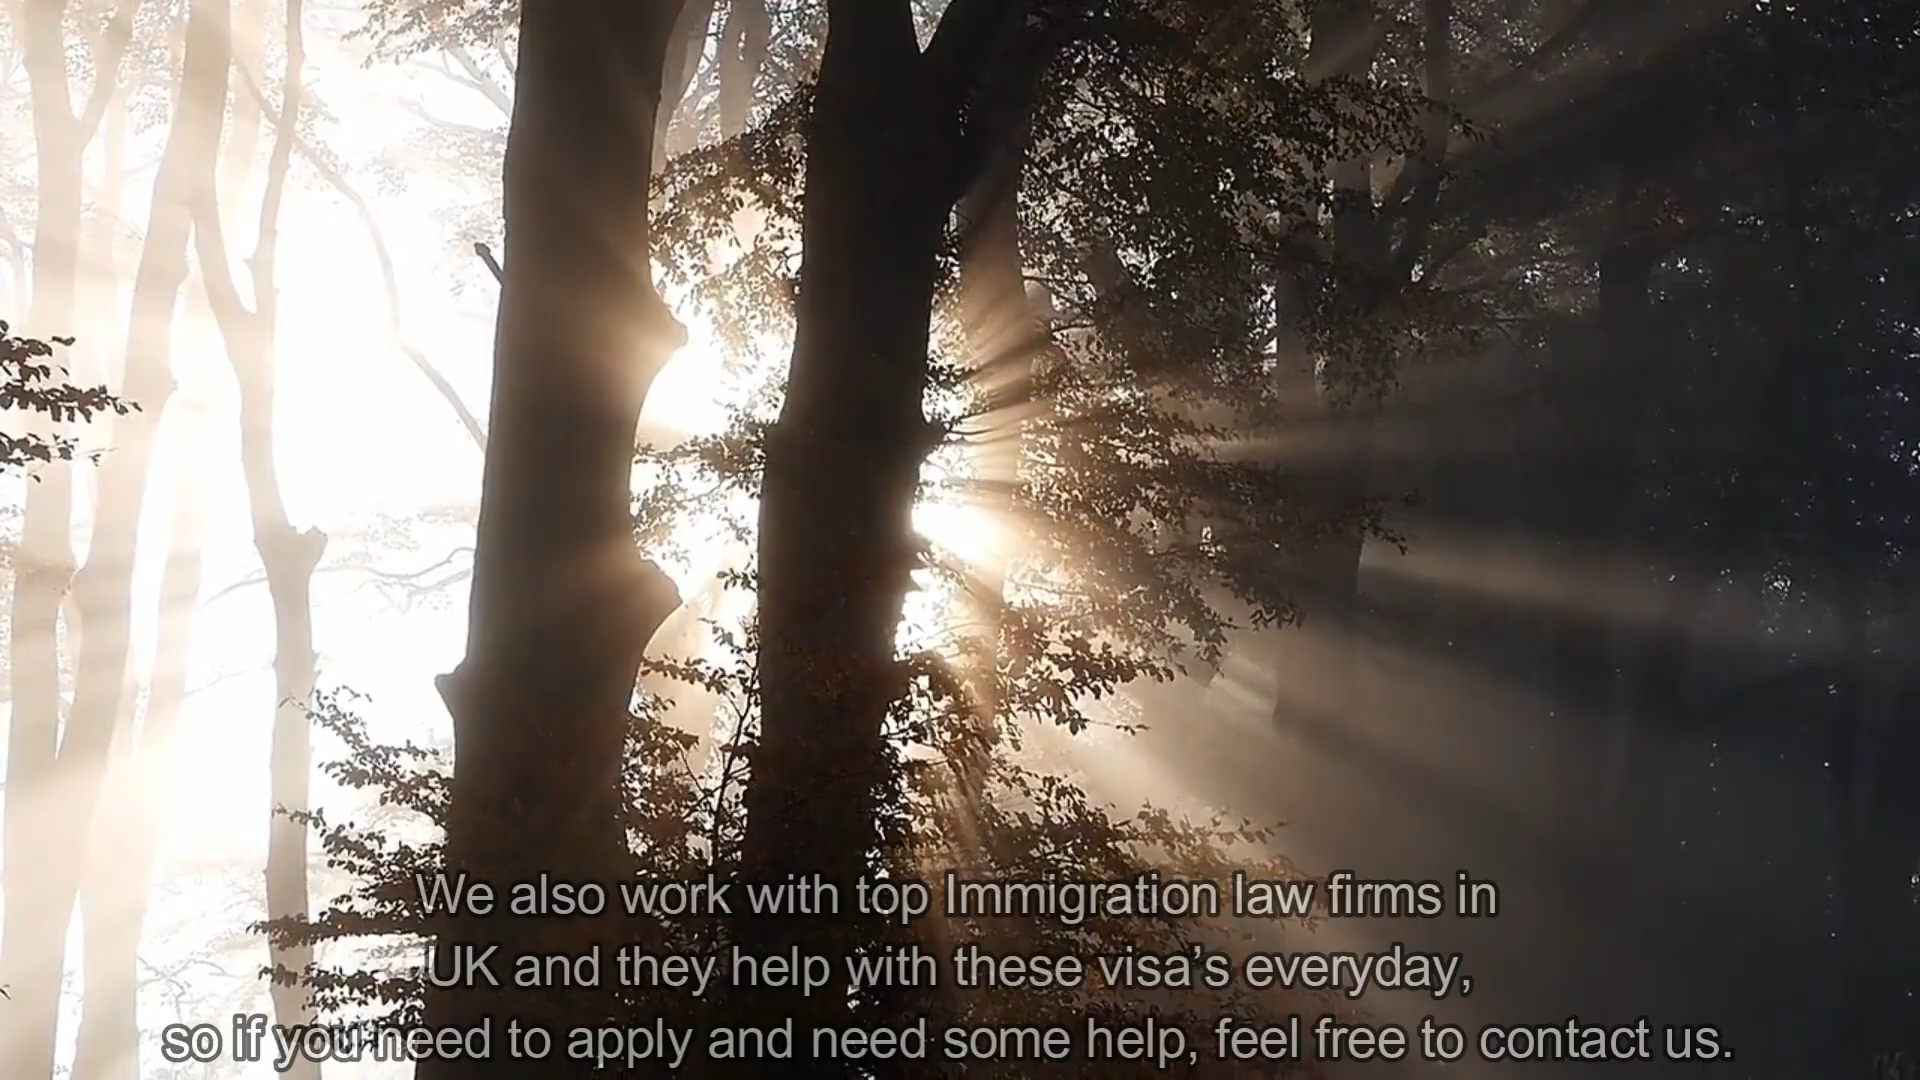 We also work with top Immigration law firms in
UK and they help with these visa’s everyday,
so if you need to apply and need some help, feel free to contact us.